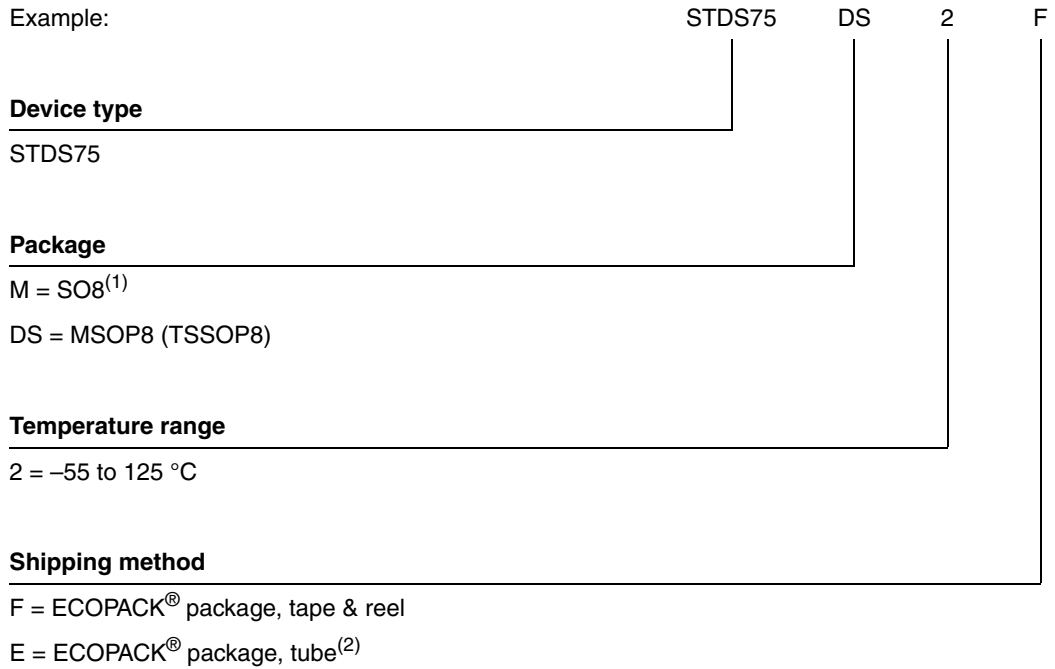 Example: STDS75 DS 2 F
Device type
STDS75
Package
M = SO8(1)
DS = MSOP8 (TSSOP8)
Temperature range
2 = –55 to 125 °C
Shipping method
F = ECOPACK® package, tape & reel
E = ECOPACK® package, tube(2)